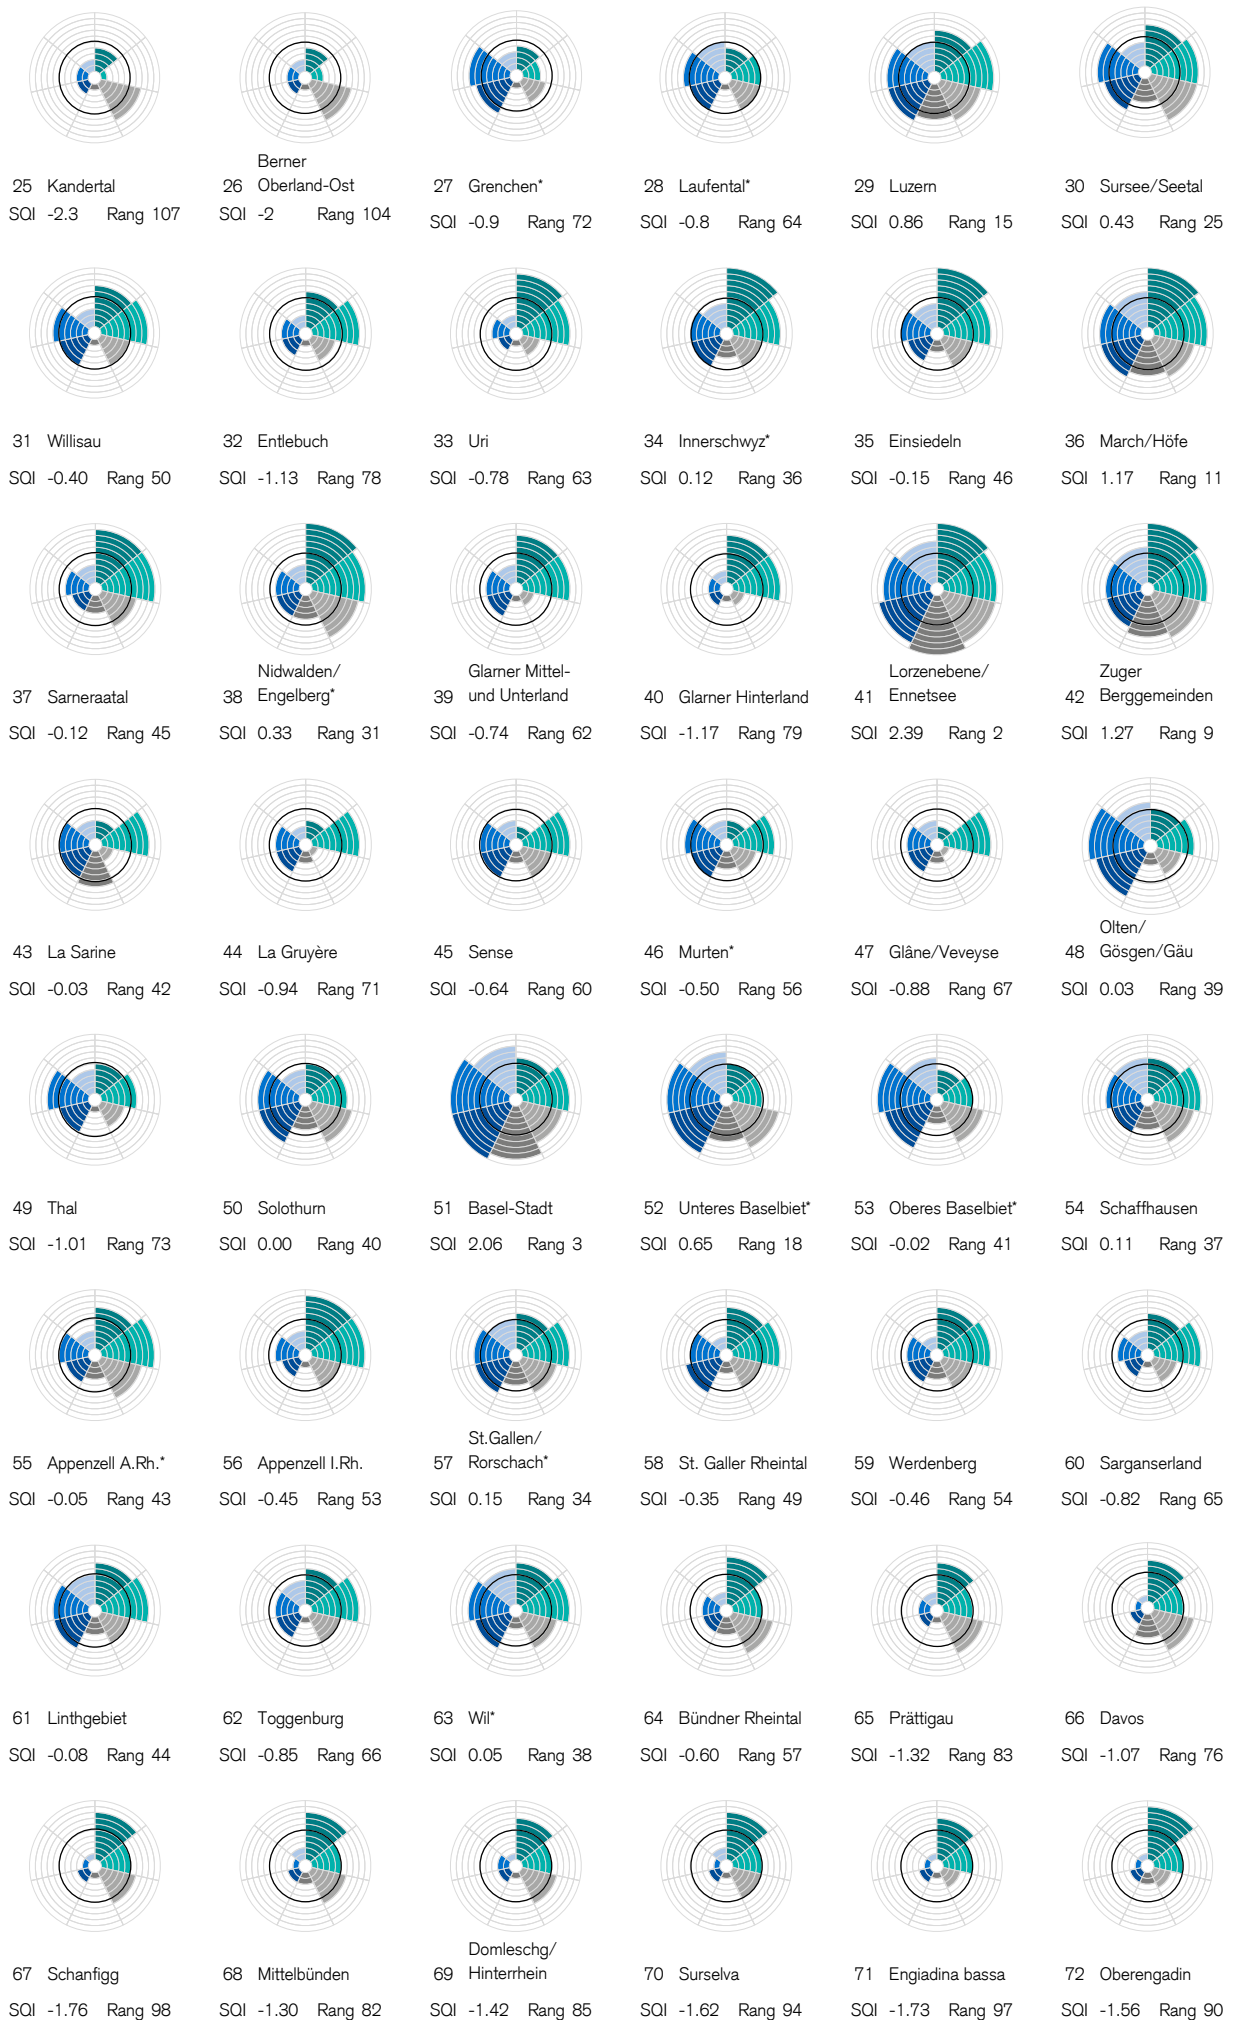 25 Kandertal
SQI -2.3 Rang 107
Berner
26 Oberland-Ost
SQI -2 Rang 104
27 Grenchen*
SQI -0.9 Rang 72
28 Laufental*
SQI -0.8 Rang 64
29 Luzern
SQI 0.86 Rang 15
30 Sursee/Seetal
SQI 0.43 Rang 25
31 Willisau
SQI -0.40 Rang 50
32 Entlebuch
SQI -1.13 Rang 78
33 Uri
SQI -0.78 Rang 63
34 Innerschwyz*
SQI 0.12 Rang 36
35 Einsiedeln
SQI -0.15 Rang 46
36 March/Höfe
SQI 1.17 Rang 11
37 Sarneraatal
SQI -0.12 Rang 45
Nidwalden/
38 Engelberg*
SQI 0.33 Rang 31
Glarner Mittel-
39 und Unterland
SQI -0.74 Rang 62
40 Glarner Hinterland
SQI -1.17 Rang 79
Lorzenebene/
41 Ennetsee
SQI 2.39 Rang 2
Zuger
42 Berggemeinden
SQI 1.27 Rang 9
43 La Sarine
SQI -0.03 Rang 42
44 La Gruyère
SQI -0.94 Rang 71
45 Sense
SQI -0.64 Rang 60
46 Murten*
SQI -0.50 Rang 56
47 Glâne/Veveyse
SQI -0.88 Rang 67
Olten/
48 Gösgen/Gäu
SQI 0.03 Rang 39
49 Thal
SQI -1.01 Rang 73
50 Solothurn
SQI 0.00 Rang 40
51 Basel-Stadt
SQI 2.06 Rang 3
52 Unteres Baselbiet*
SQI 0.65 Rang 18
53 Oberes Baselbiet*
SQI -0.02 Rang 41
54 Schaffhausen
SQI 0.11 Rang 37
55 Appenzell A.Rh.*
SQI -0.05 Rang 43
56 Appenzell I.Rh.
SQI -0.45 Rang 53
St.Gallen/
57 Rorschach*
SQI 0.15 Rang 34
58 St. Galler Rheintal
SQI -0.35 Rang 49
59 Werdenberg
SQI -0.46 Rang 54
60 Sarganserland
SQI -0.82 Rang 65
61 Linthgebiet
SQI -0.08 Rang 44
62 Toggenburg
SQI -0.85 Rang 66
63 Wil*
SQI 0.05 Rang 38
64 Bündner Rheintal
SQI -0.60 Rang 57
65 Prättigau
SQI -1.32 Rang 83
66 Davos
SQI -1.07 Rang 76
67 Schanfigg
SQI -1.76 Rang 98
68 Mittelbünden
SQI -1.30 Rang 82
Domleschg/
69 Hinterrhein
SQI -1.42 Rang 85
70 Surselva
SQI -1.62 Rang 94
71 Engiadina bassa
SQI -1.73 Rang 97
72 Oberengadin
SQI -1.56 Rang 90